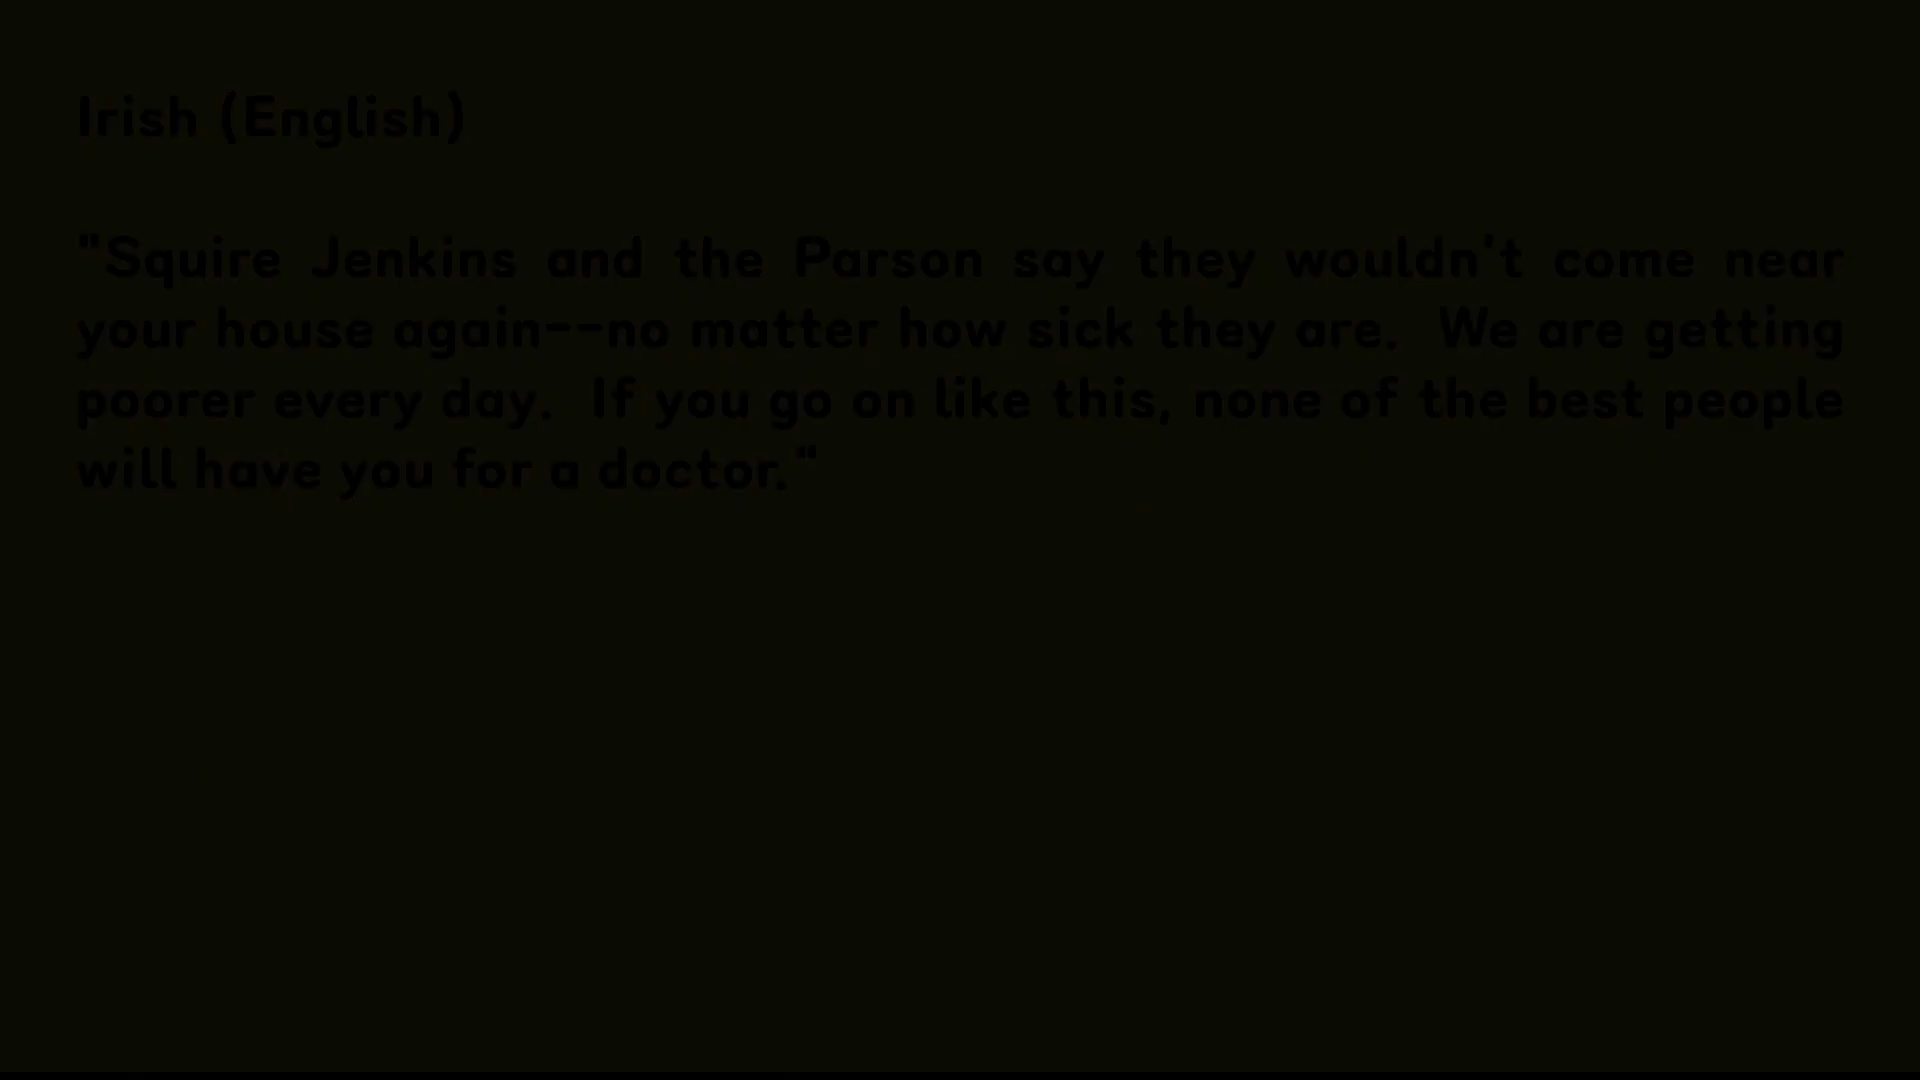 Irish (English)
"Squire Jenkins and the Parson say they wouldn't come near
your house again--no matter how sick they are.  We are getting
poorer every day.  If you go on like this, none of the best people
will have you for a doctor."